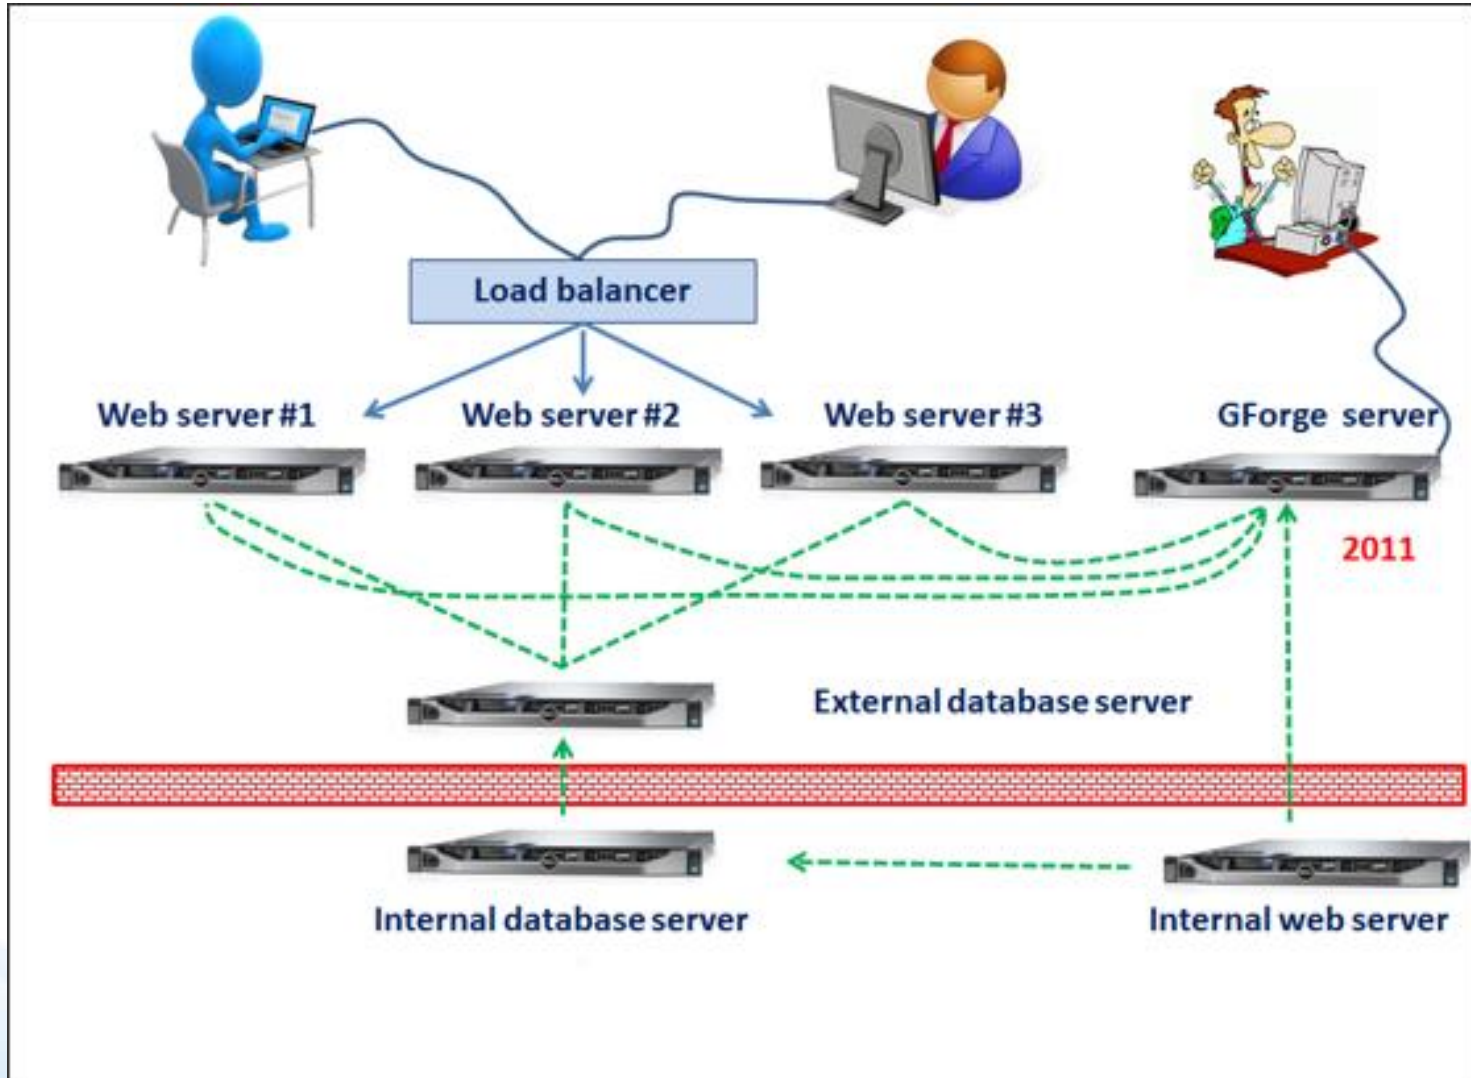 Load balancer
Web server #1
Web server #2
Web server #3
GForge server
2011
External database server
Internal database server
Internal web server